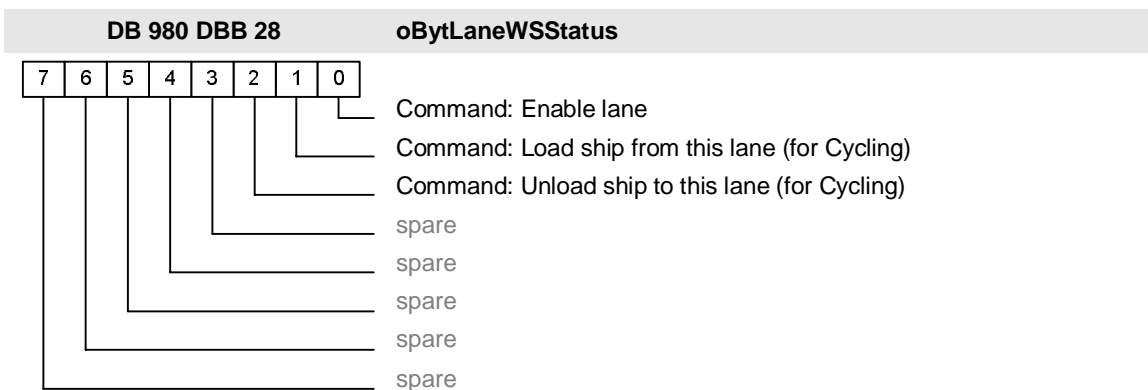 DB 980 DBB 28 oBytLaneWSStatus
7 6 5 4 3 2 1 0
Command: Enable lane
Command: Load ship from this lane (for Cycling)
Command: Unload ship to this lane (for Cycling)
spare
spare
spare
spare
spare